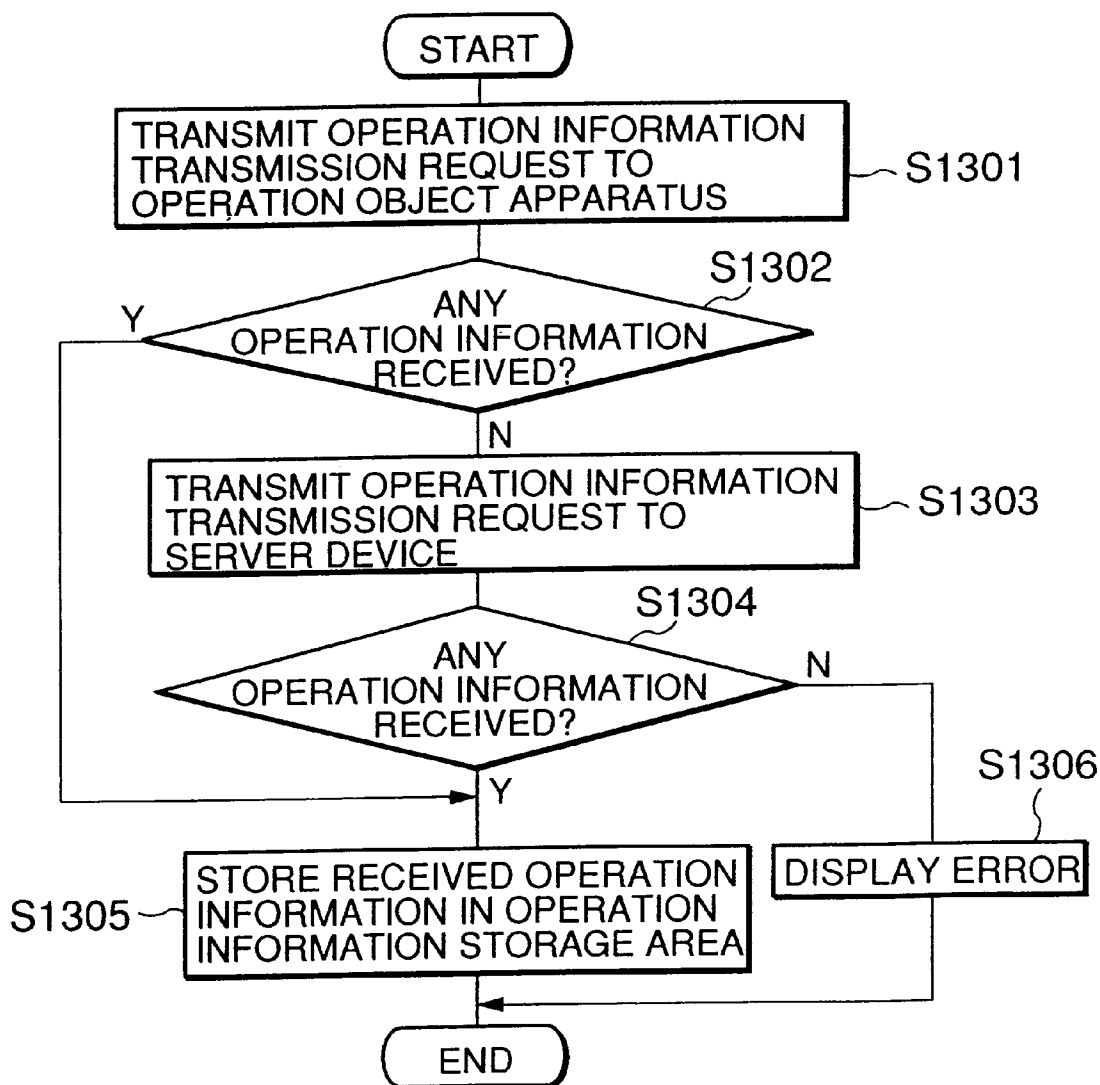 START
TRANSMIT OPERATION INFORMATION
TRANSMISSION REQUEST TO
OPERATION OBJECT APPARATUS
S1301
S1302
Y
ANY
OPERATION INFORMATION
RECEIVED?
N
TRANSMIT OPERATION INFORMATION
TRANSMISSION REQUEST TO
SERVER DEVICE
S1303
S1304
ANY
OPERATION INFORMATION
RECEIVED?
N
Y
S1306
DISPLAY ERROR
S1305
STORE RECEIVED OPERATION
INFORMATION IN OPERATION
INFORMATION STORAGE AREA
END